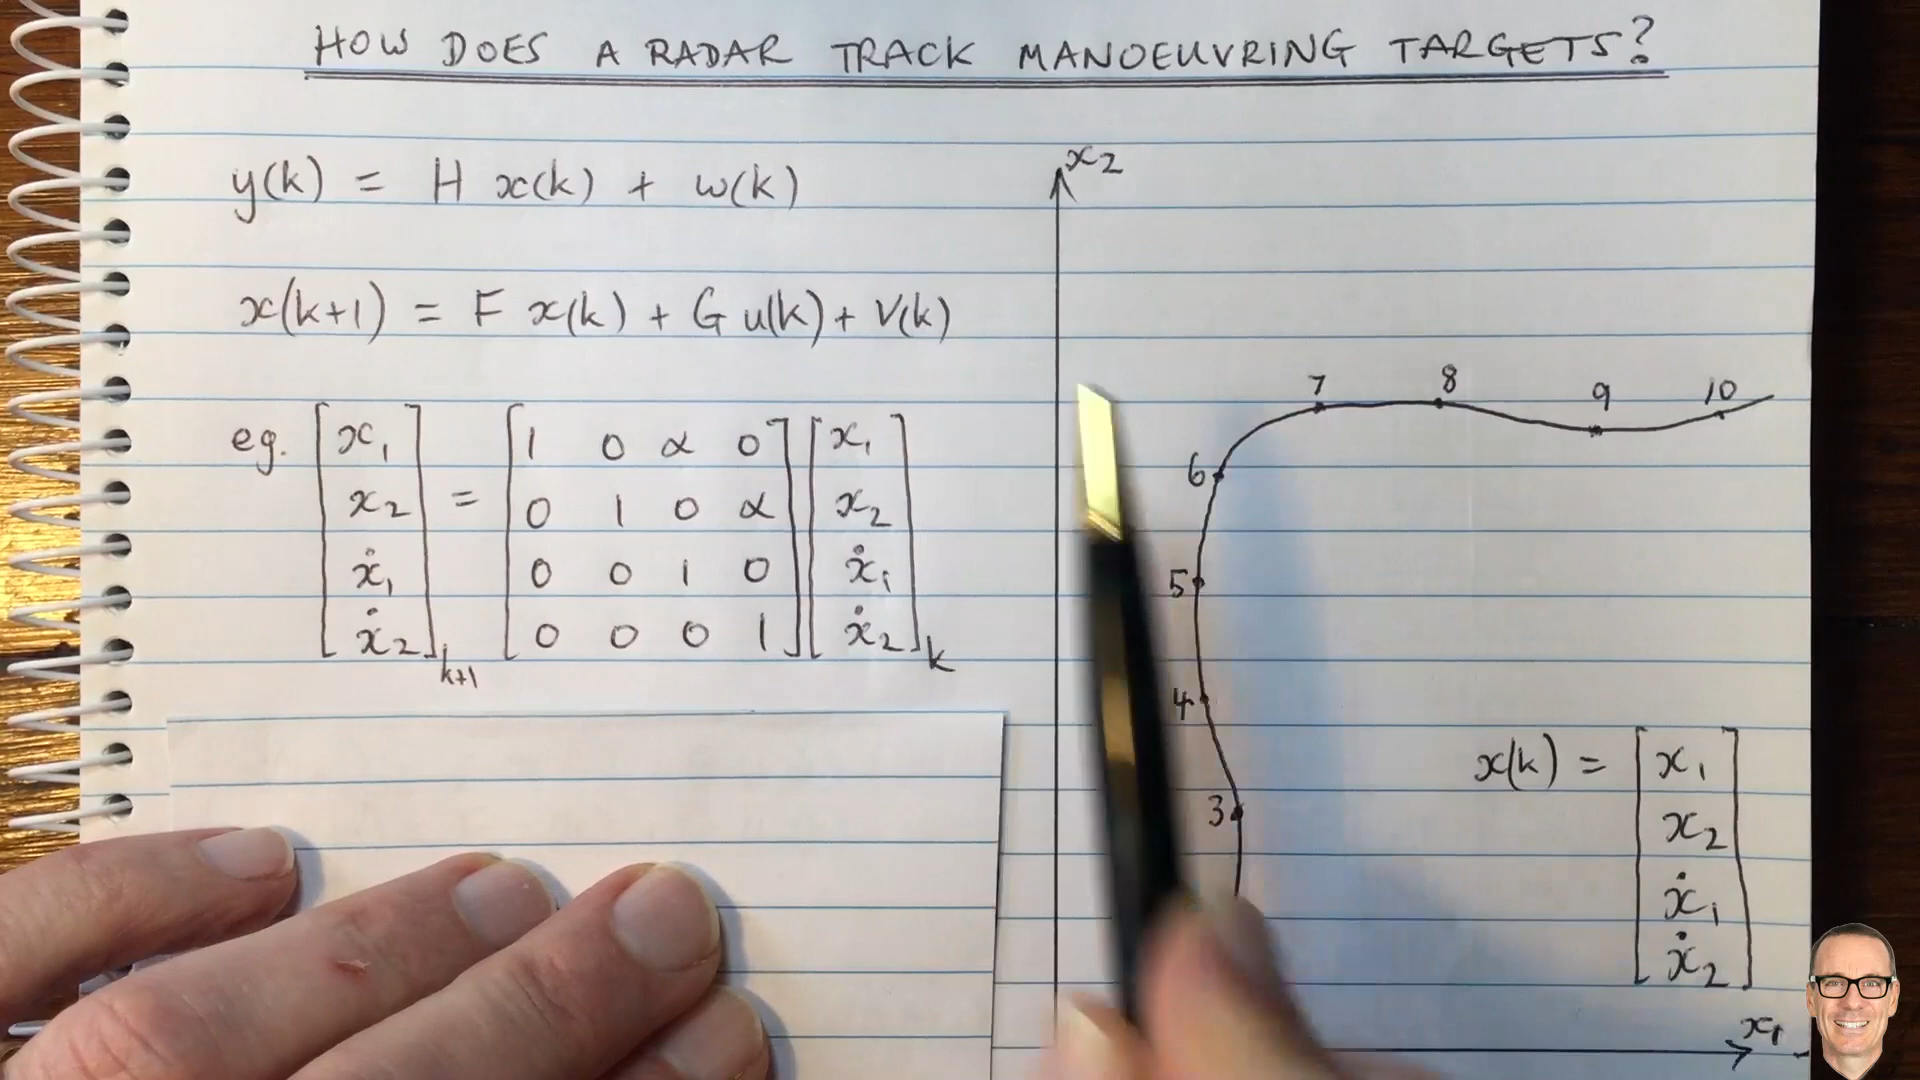 HOW DOES A RADAR TRACK MANOEUVRING TARGETS?
y(k) = H x(k) + w(k)
x(k+1) = F x(k) + G u(k) + v(k)
eg. [x₁ x₂ ẋ₁ ẋ₂]ₖ₊₁ = [1 0 α 0
0 1 0 α
0 0 1 0
0 0 0 1] [x₁ x₂ ẋ₁ ẋ₂]ₖ
x₂
7 8 9 10
6
5
4
3
x(k) = [x₁
x₂
ẋ₁
ẋ₂]
x₁